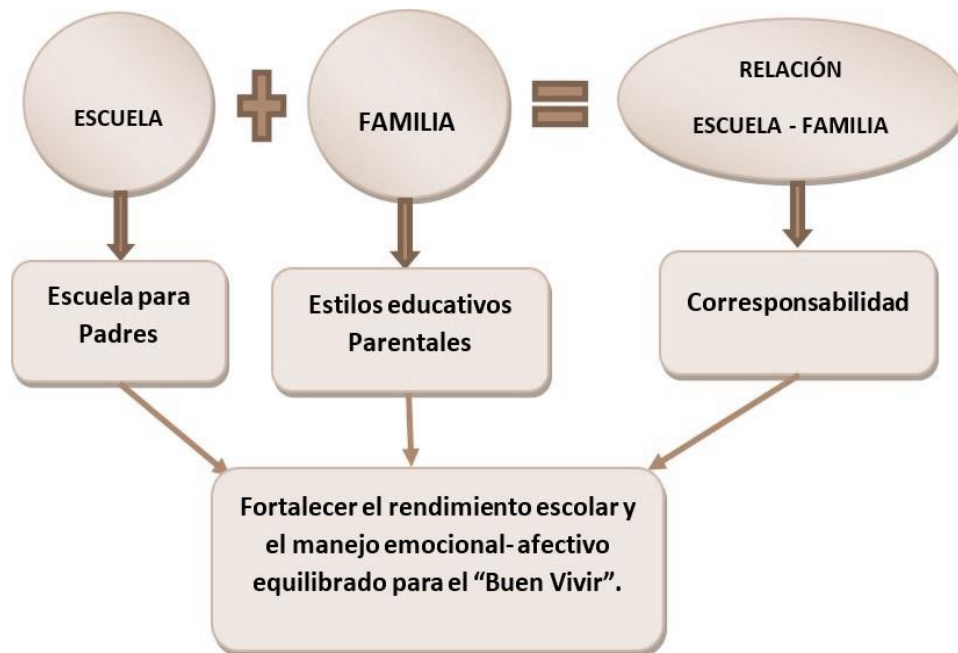 ESCUELA
FAMILIA
RELACIÓN
ESCUELA - FAMILIA
Escuela para
Padres
Estilos educativos
Parentales
Corresponsabilidad
Fortalecer el rendimiento escolar y
el manejo emocional- afectivo
equilibrado para el “Buen Vivir”.